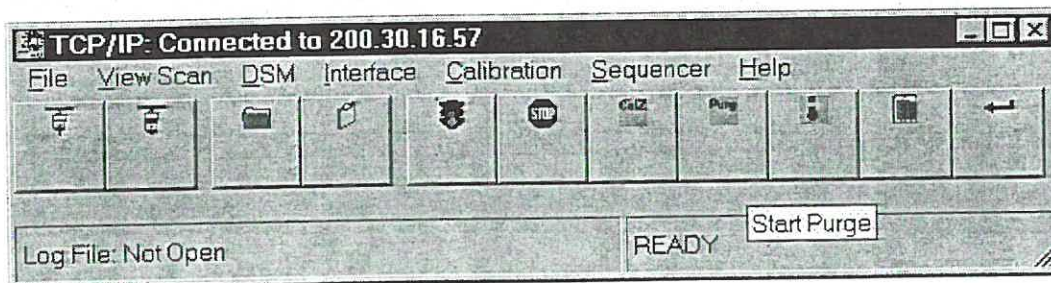 TCP/IP: Connected to 200.30.16.57
File View Scan DSM Interface Calibration Sequencer Help
STOP CalZ Purg
Start Purge
Log File: Not Open READY